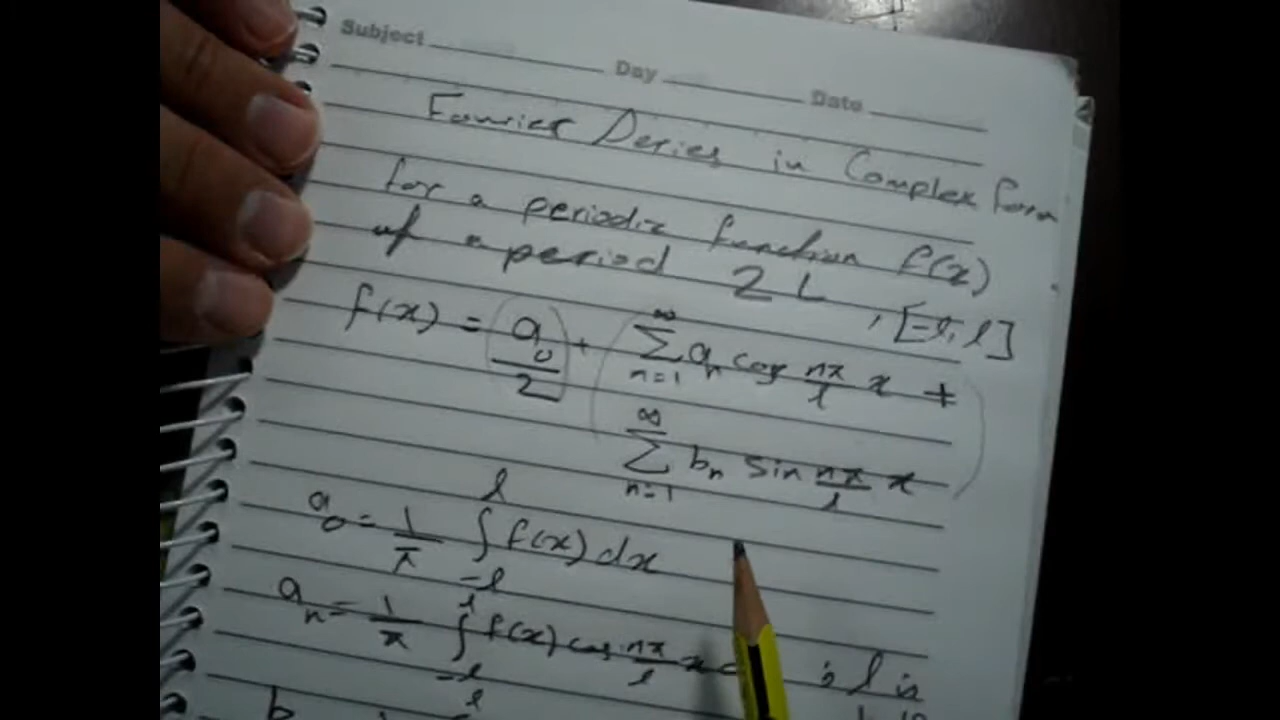 Subject Day Date
Fourier Series in Complex form
for a periodic function f(x)
of a period 2L , [-l, l]
f(x) = a₀/2 + ∑_{n=1}^{∞} aₙ cos nπ/l x +
∑_{n=1}^{∞} bₙ sin nπ/l x
a₀ = 1/π ∫_{-l}^{l} f(x) dx
aₙ = 1/π ∫_{-l}^{l} f(x) cos nπ/l x ; l is
b